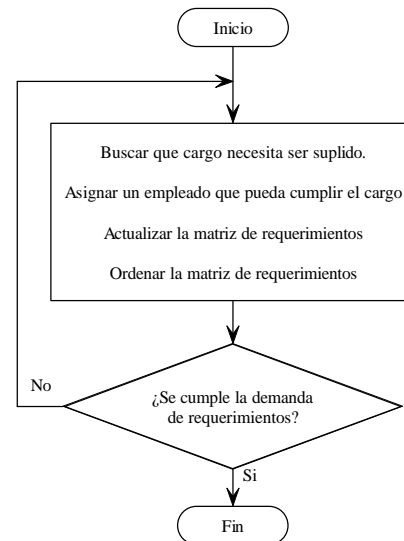 Inicio
Buscar que cargo necesita ser suplido.
Asignar un empleado que pueda cumplir el cargo
Actualizar la matriz de requerimientos
Ordenar la matriz de requerimientos
No
¿Se cumple la demanda
de requerimientos?
Si
Fin